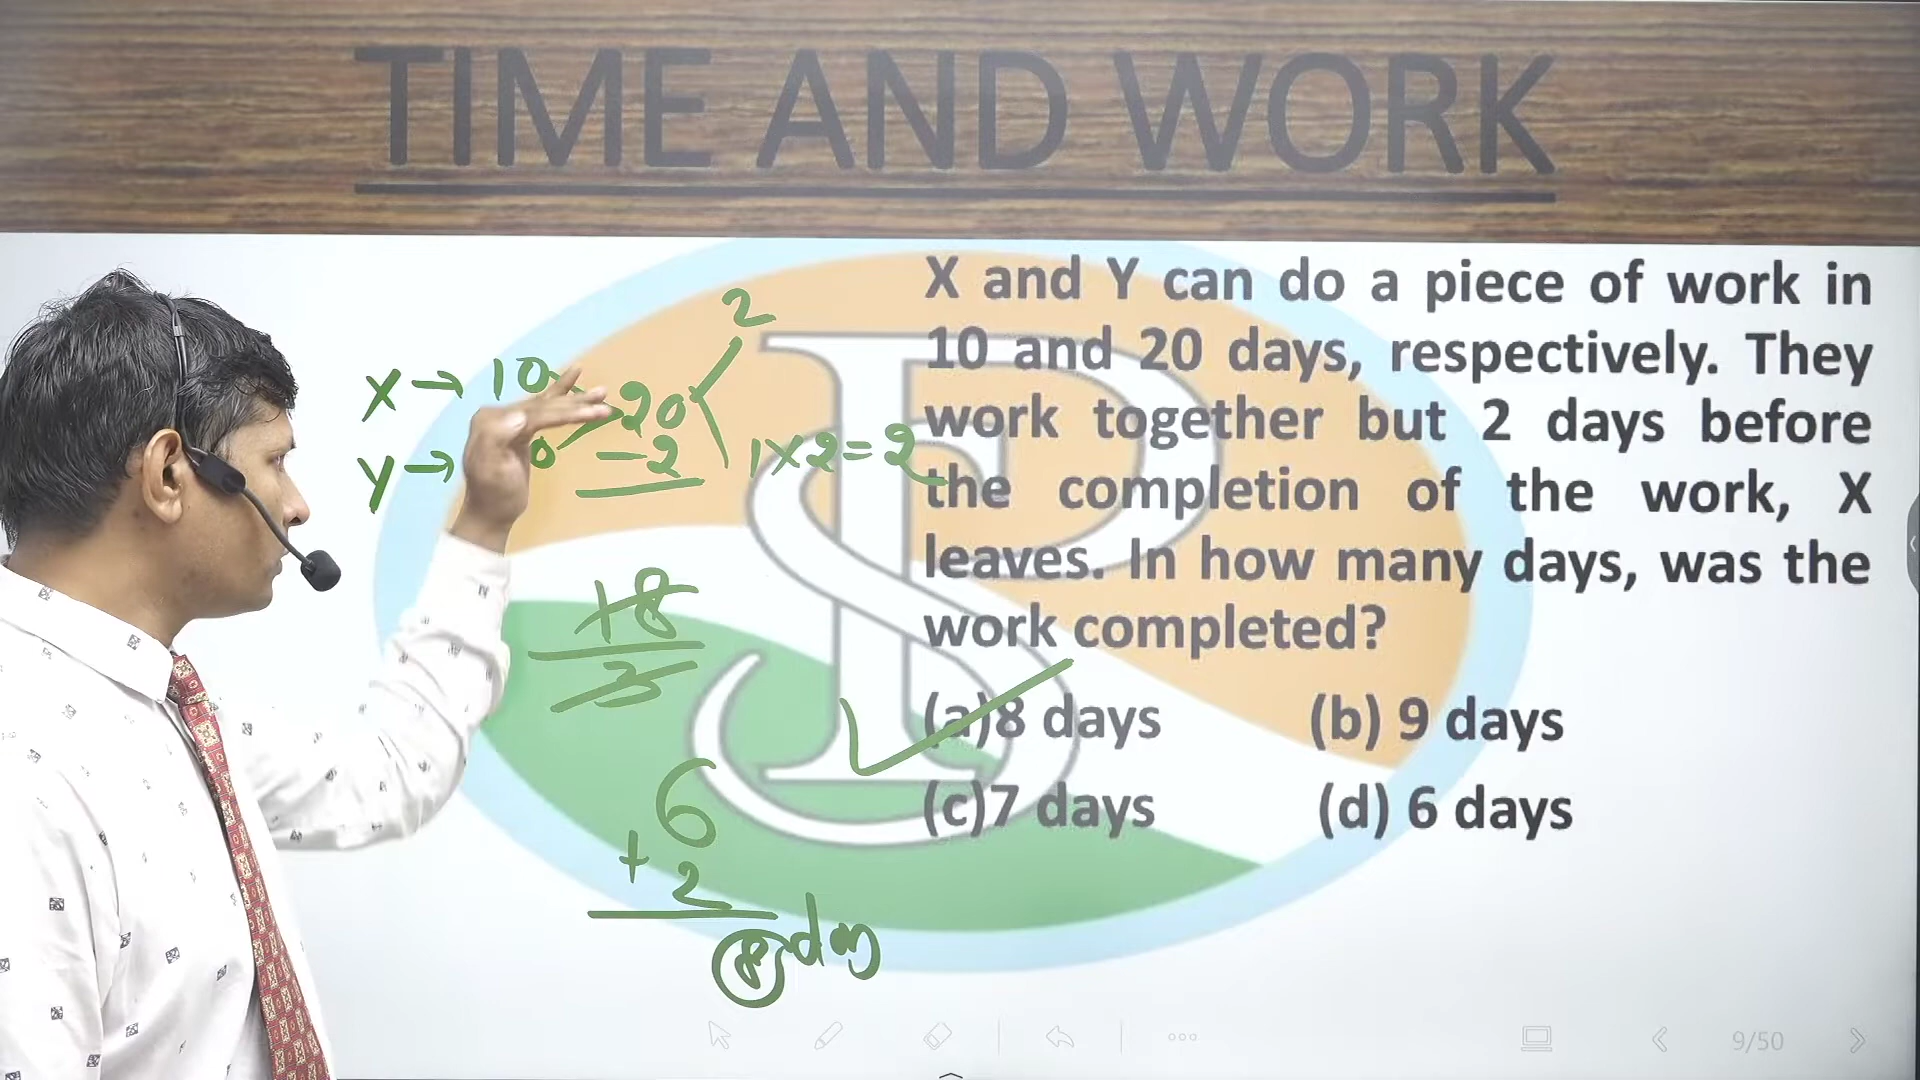 TIME AND WORK
X and Y can do a piece of work in
10 and 20 days, respectively. They
work together but 2 days before
the completion of the work, X
leaves. In how many days, was the
work completed?
(a)8 days (b) 9 days
(c)7 days (d) 6 days
2
X → 10
20
Y → 0 -2 1×2=2
18
3
6
+2
8 day
9/50